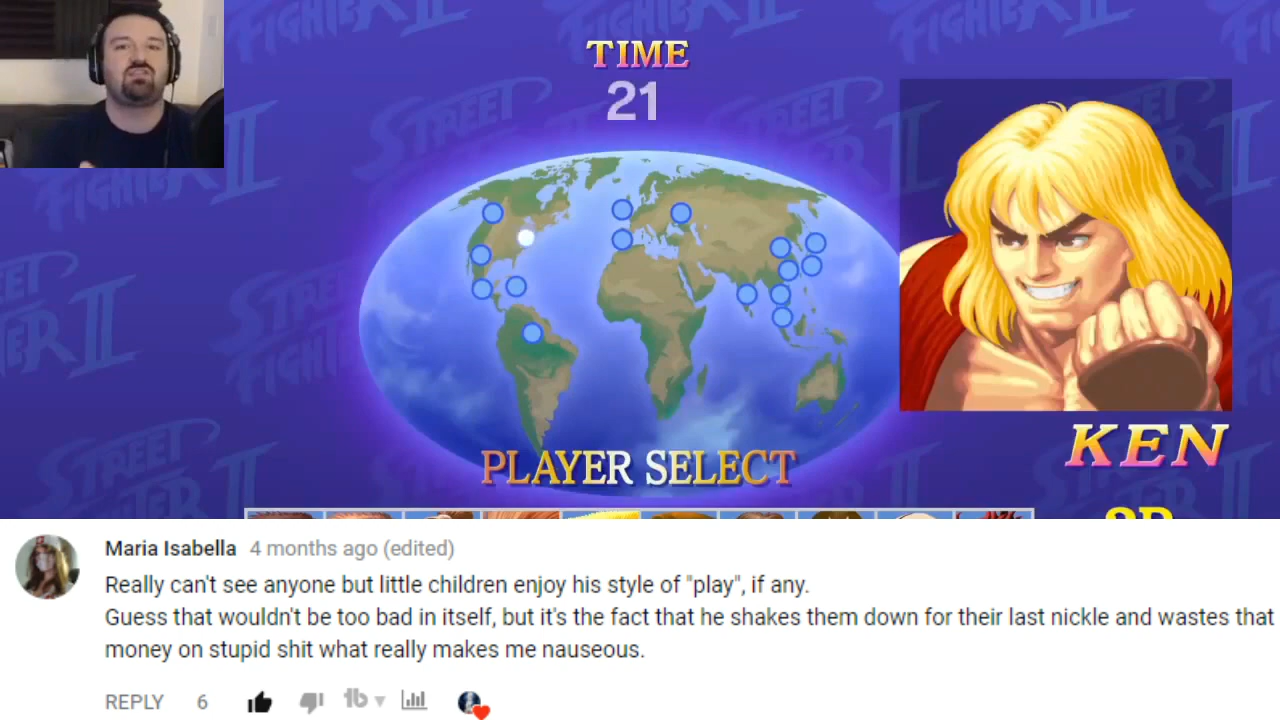 TIME
21
PLAYER SELECT
KEN
Maria Isabella 4 months ago (edited)
Really can't see anyone but little children enjoy his style of "play", if any.
Guess that wouldn't be too bad in itself, but it's the fact that he shakes them down for their last nickle and wastes that
money on stupid shit what really makes me nauseous.
REPLY 6